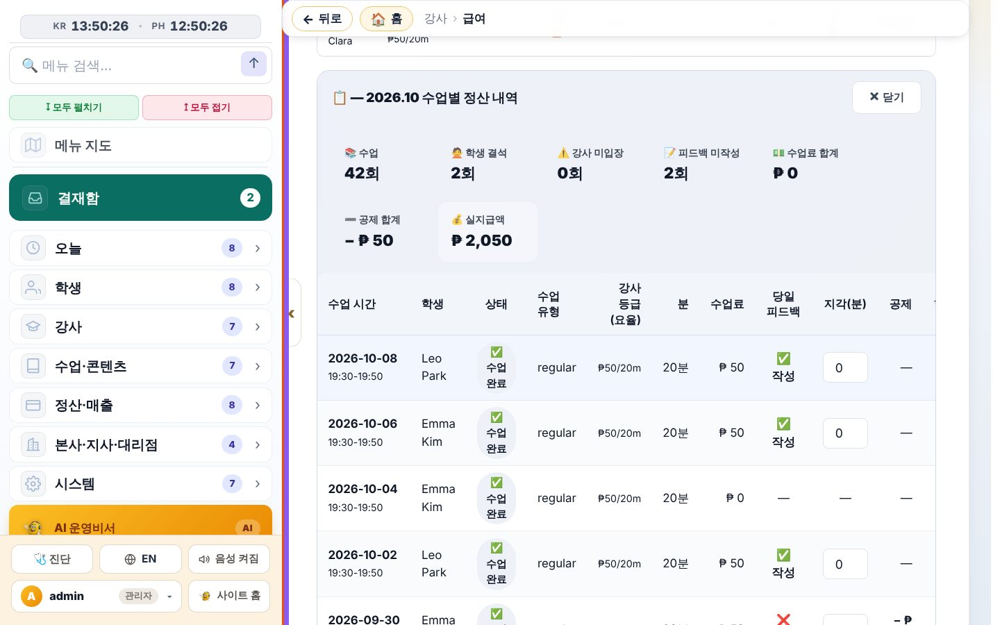 KR 13:50:26 • PH 12:50:26
메뉴 검색...
모두 펼치기
모두 접기
메뉴 지도
결재함 2
오늘 8
학생 8
강사 7
수업·콘텐츠 7
정산·매출 8
본사·지사·대리점 4
시스템 7
AI 운영비서 AI
진단
EN
음성 켜짐
A admin 관리자
사이트 홈
← 뒤로
홈
강사 › 급여
Clara
₱50/20m
— 2026.10 수업별 정산 내역
✕ 닫기
수업
42회
학생 결석
2회
강사 미입장
0회
피드백 미작성
2회
수업료 합계
₱ 0
공제 합계
− ₱ 50
실지급액
₱ 2,050
수업 시간
학생
상태
수업
유형
강사
등급
(요율)
분
수업료
당일
피드백
지각(분)
공제
2026-10-08
19:30-19:50
Leo
Park
수업
완료
regular
₱50/20m
20분
₱ 50
작성
0
—
2026-10-06
19:30-19:50
Emma
Kim
수업
완료
regular
₱50/20m
20분
₱ 50
작성
0
—
2026-10-04
19:30-19:50
Emma
Kim
수업
완료
regular
₱50/20m
20분
₱ 0
—
—
—
2026-10-02
19:30-19:50
Leo
Park
수업
완료
regular
₱50/20m
20분
₱ 50
작성
0
—
2026-09-30
Emma
− ₱